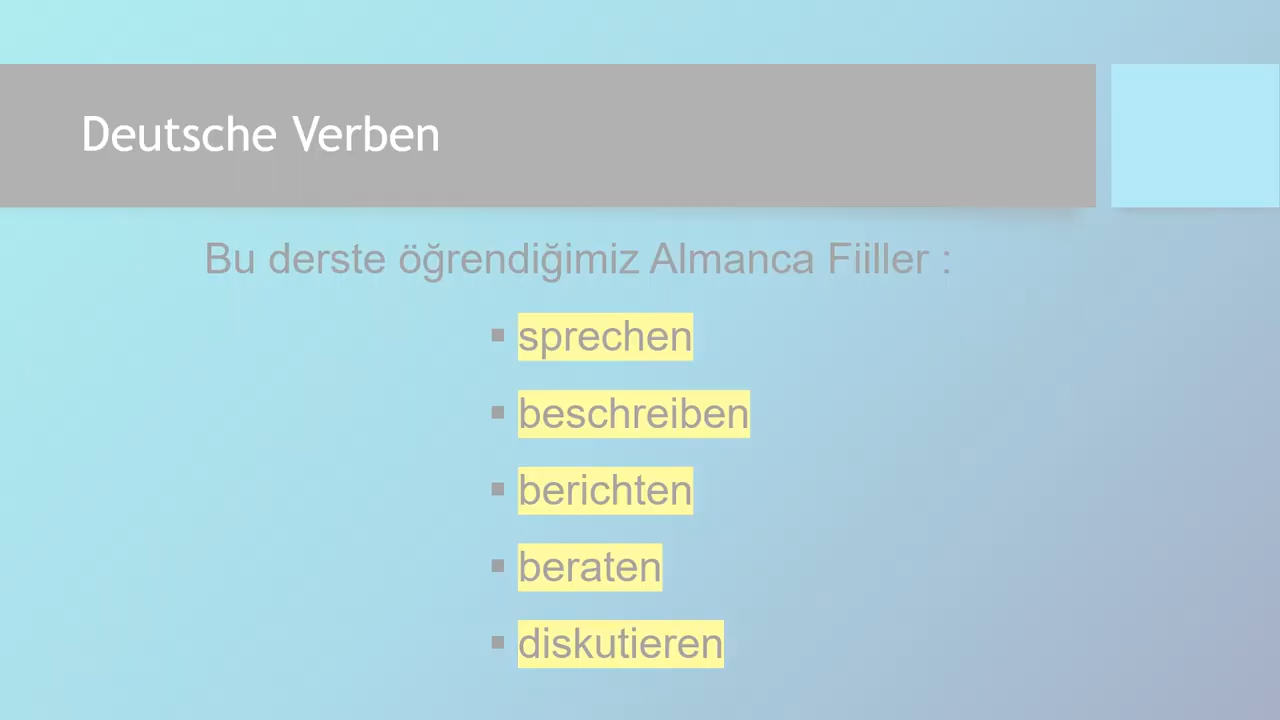 Deutsche Verben
Bu derste öğrendiğimiz Almanca Fiiller :
▪ sprechen
▪ beschreiben
▪ berichten
▪ beraten
▪ diskutieren